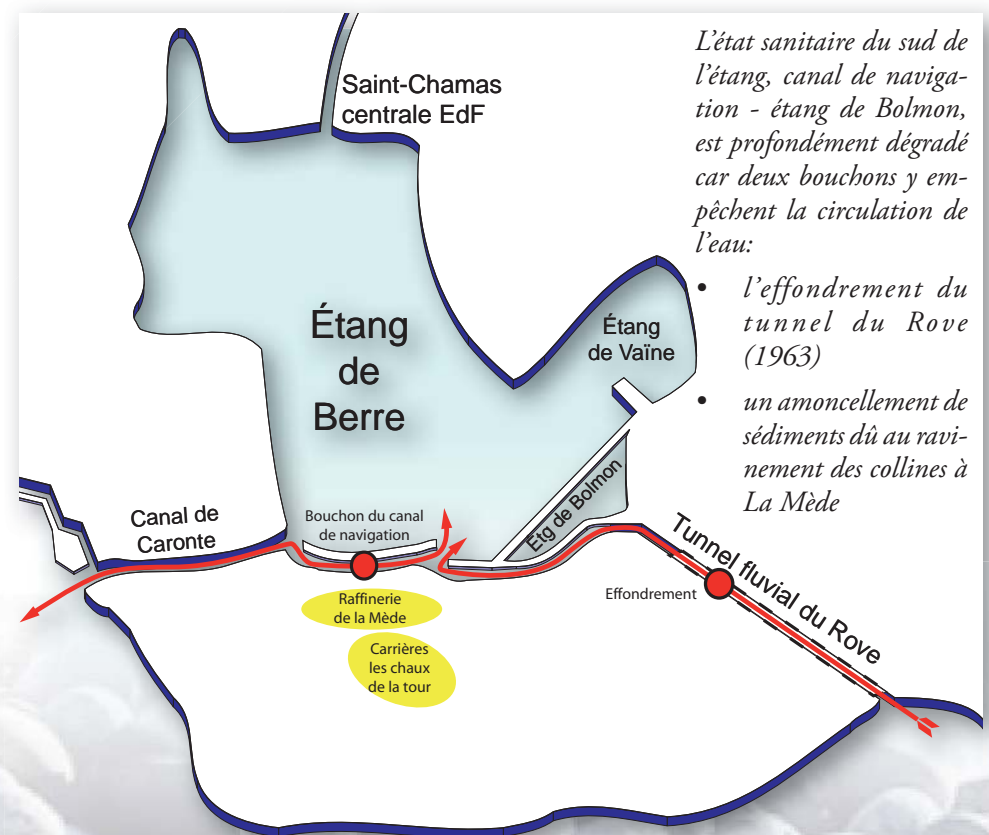 Saint-Chamas
centrale EdF
L'état sanitaire du sud de
l'étang, canal de naviga-
tion - étang de Bolmon,
est profondément dégradé
car deux bouchons y em-
pêchent la circulation de
l'eau:
• l'effondrement du
tunnel du Rove
(1963)
• un amoncellement de
sédiments dû au ravi-
nement des collines à
La Mède
Étang
de
Berre
Étang
de Vaïne
Etg de Bolmon
Canal de
Caronte
Bouchon du canal
de navigation
Tunnel fluvial du Rove
Effondrement
Raffinerie
de la Mède
Carrières
les chaux
de la tour